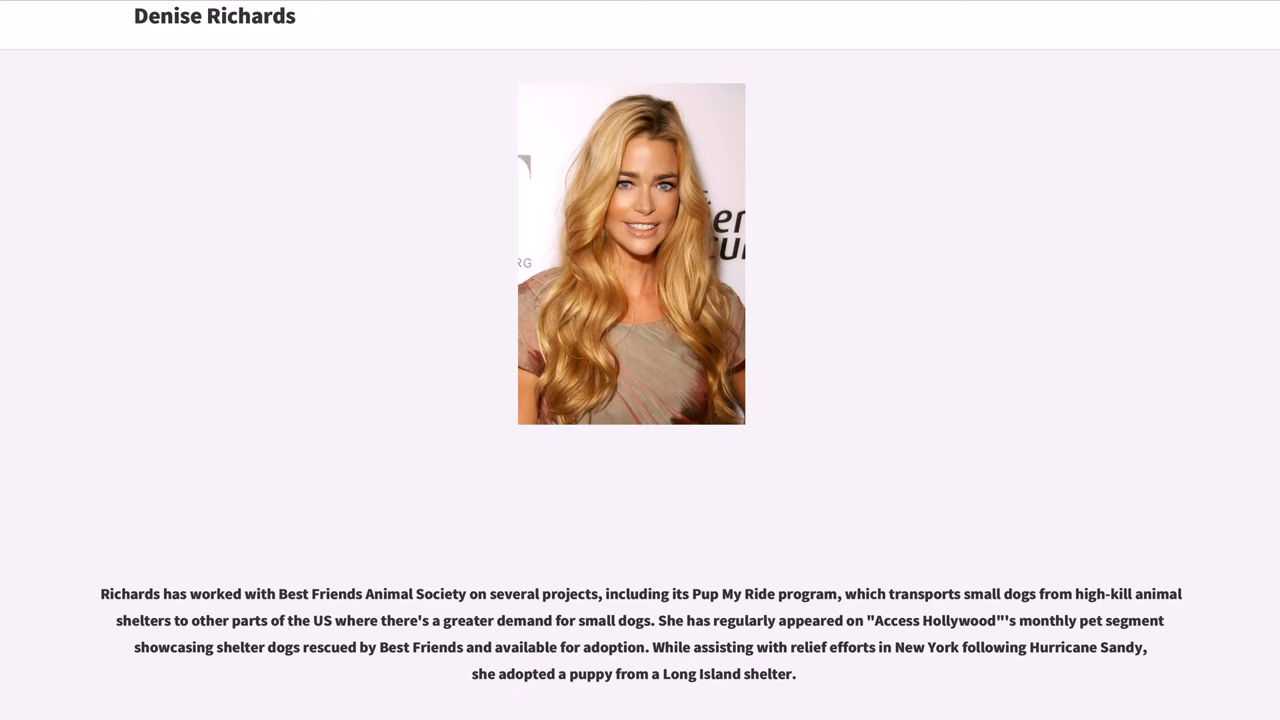 Denise Richards
RG
er
cu
Richards has worked with Best Friends Animal Society on several projects, including its Pup My Ride program, which transports small dogs from high-kill animal
shelters to other parts of the US where there's a greater demand for small dogs. She has regularly appeared on "Access Hollywood"'s monthly pet segment
showcasing shelter dogs rescued by Best Friends and available for adoption. While assisting with relief efforts in New York following Hurricane Sandy,
she adopted a puppy from a Long Island shelter.